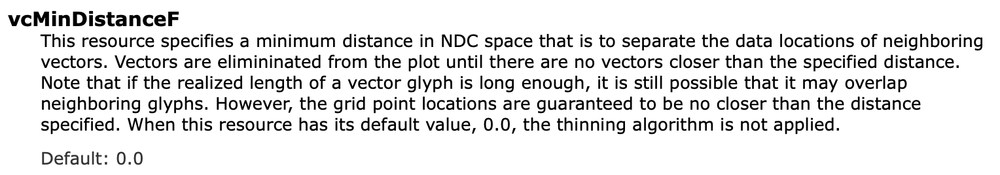 vcMinDistanceF
This resource specifies a minimum distance in NDC space that is to separate the data locations of neighboring
vectors. Vectors are elimininated from the plot until there are no vectors closer than the specified distance.
Note that if the realized length of a vector glyph is long enough, it is still possible that it may overlap
neighboring glyphs. However, the grid point locations are guaranteed to be no closer than the distance
specified. When this resource has its default value, 0.0, the thinning algorithm is not applied.
Default: 0.0